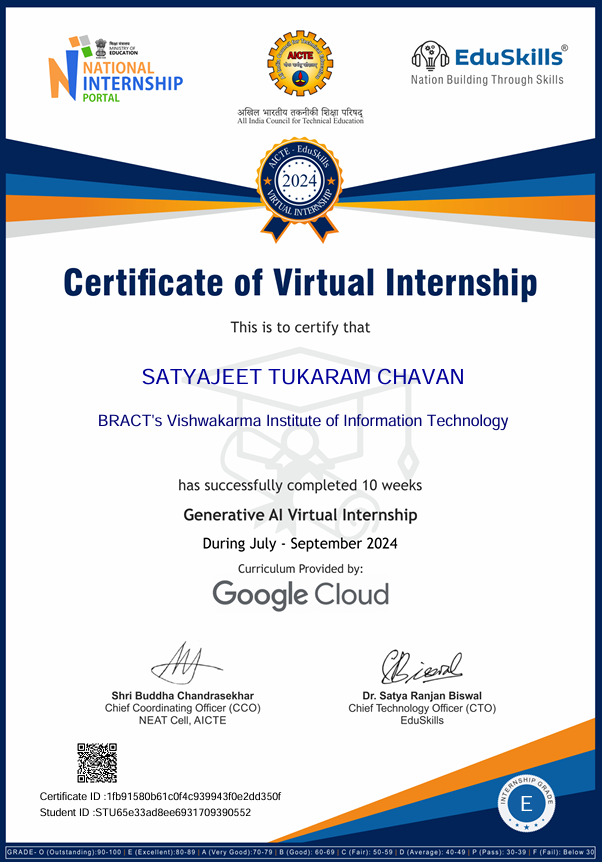 MINISTRY OF
EDUCATION
NATIONAL
INTERNSHIP
PORTAL
AICTE
अखिल भारतीय तकनीकी शिक्षा परिषद्
All India Council for Technical Education
EduSkills®
Nation Building Through Skills
AICTE - EduSkills
2024
VIRTUAL INTERNSHIP
Certificate of Virtual Internship
This is to certify that
SATYAJEET TUKARAM CHAVAN
BRACT's Vishwakarma Institute of Information Technology
has successfully completed 10 weeks
Generative AI Virtual Internship
During July - September 2024
Curriculum Provided by:
Google Cloud
Shri Buddha Chandrasekhar
Chief Coordinating Officer (CCO)
NEAT Cell, AICTE
Dr. Satya Ranjan Biswal
Chief Technology Officer (CTO)
EduSkills
Certificate ID :1fb91580b61c0f4c939943f0e2dd350f
Student ID :STU65e33ad8ee6931709390552
INTERNSHIP GRADE
E
GRADE- O (Outstanding):90-100 | E (Excellent):80-89 | A (Very Good):70-79 | B (Good): 60-69 | C (Fair): 50-59 | D (Average): 40-49 | P (Pass): 30-39 | F (Fail): Below 30